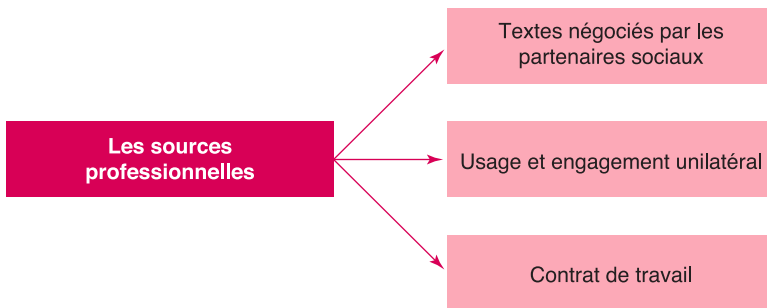 Les sources
professionnelles
Textes négociés par les
partenaires sociaux
Usage et engagement unilatéral
Contrat de travail